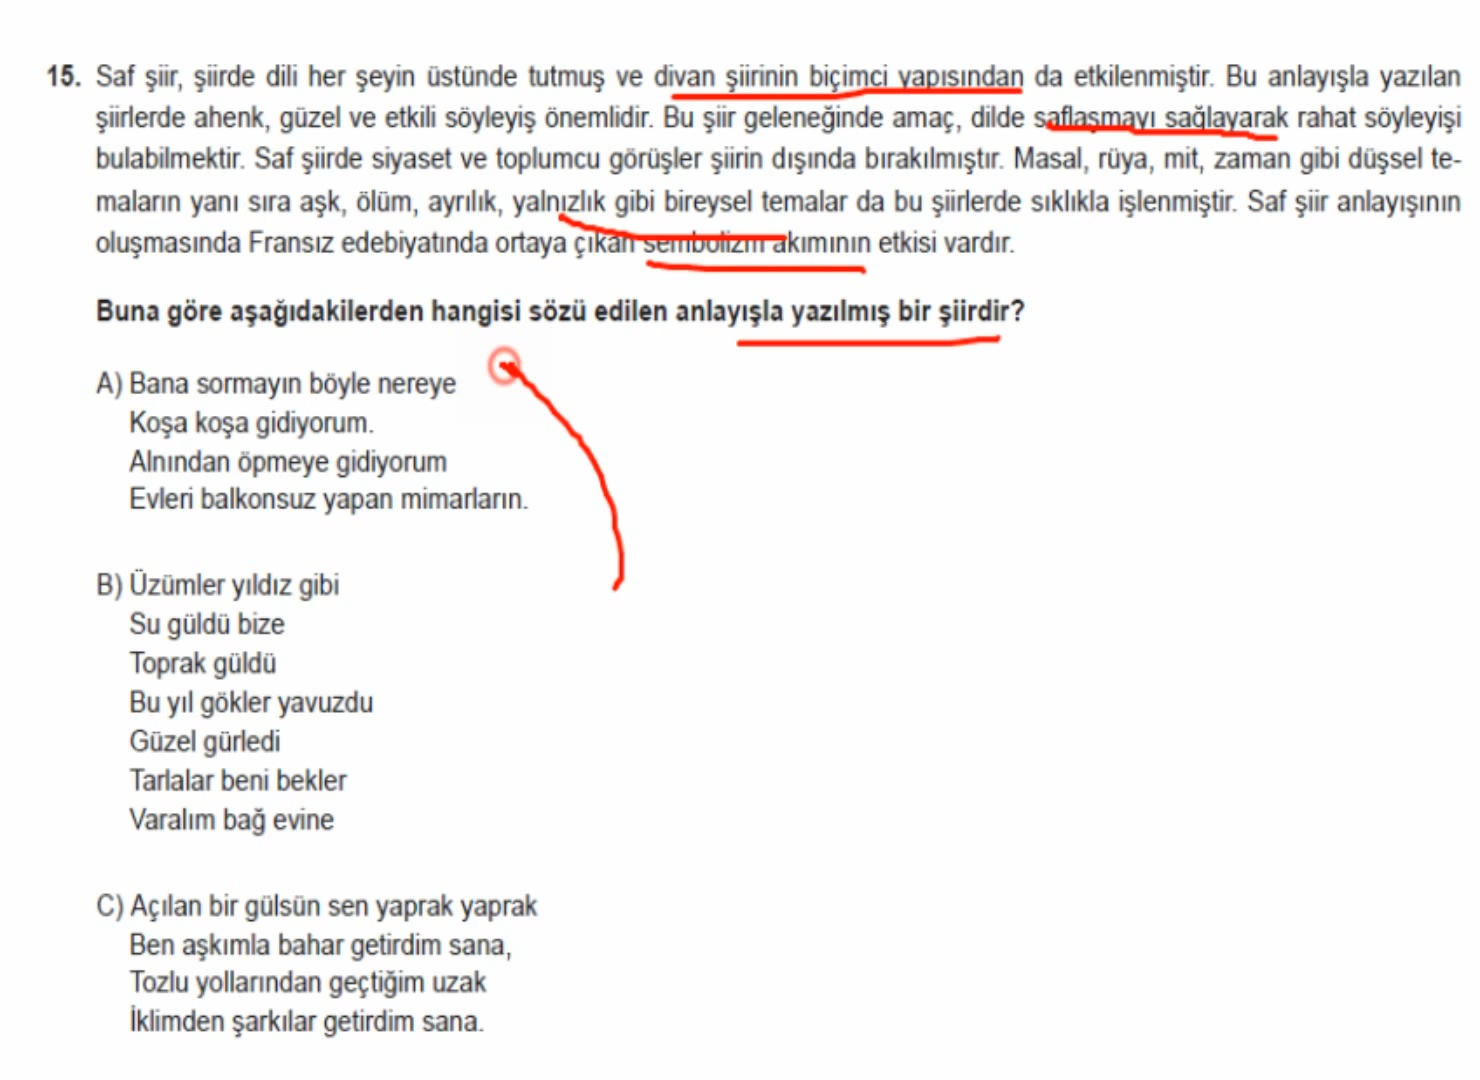 15. Saf şiir, şiirde dili her şeyin üstünde tutmuş ve divan şiirinin biçimci yapısından da etkilenmiştir. Bu anlayışla yazılan
şiirlerde ahenk, güzel ve etkili söyleyiş önemlidir. Bu şiir geleneğinde amaç, dilde saflaşmayı sağlayarak rahat söyleyişi
bulabilmektir. Saf şiirde siyaset ve toplumcu görüşler şiirin dışında bırakılmıştır. Masal, rüya, mit, zaman gibi düşsel te-
maların yanı sıra aşk, ölüm, ayrılık, yalnızlık gibi bireysel temalar da bu şiirlerde sıklıkla işlenmiştir. Saf şiir anlayışının
oluşmasında Fransız edebiyatında ortaya çıkan sembolizm akımının etkisi vardır.
Buna göre aşağıdakilerden hangisi sözü edilen anlayışla yazılmış bir şiirdir?
A) Bana sormayın böyle nereye
Koşa koşa gidiyorum.
Alnından öpmeye gidiyorum
Evleri balkonsuz yapan mimarların.
B) Üzümler yıldız gibi
Su güldü bize
Toprak güldü
Bu yıl gökler yavuzdu
Güzel gürledi
Tarlalar beni bekler
Varalım bağ evine
C) Açılan bir gülsün sen yaprak yaprak
Ben aşkımla bahar getirdim sana,
Tozlu yollarından geçtiğim uzak
İklimden şarkılar getirdim sana.